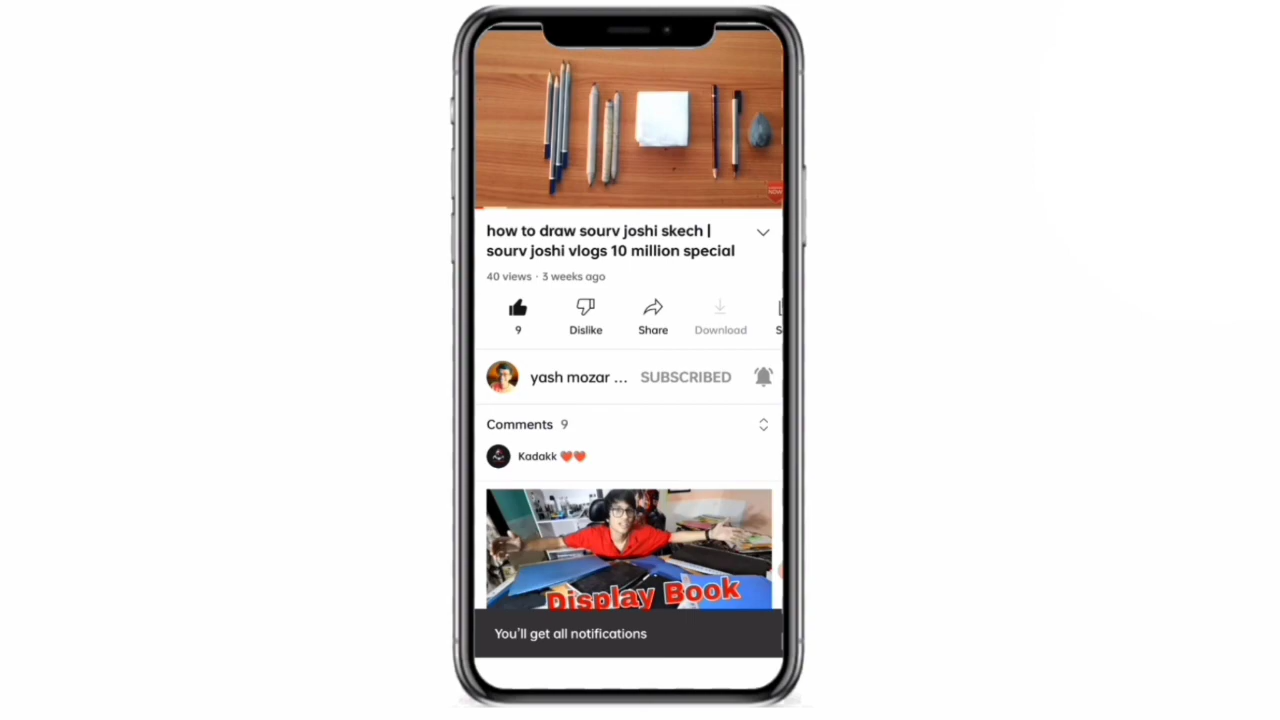 how to draw sourv joshi skech |
sourv joshi vlogs 10 million special
40 views · 3 weeks ago
9 Dislike Share Download
yash mozar ... SUBSCRIBED
Comments 9
Kadakk ❤️❤️
Display Book
You'll get all notifications